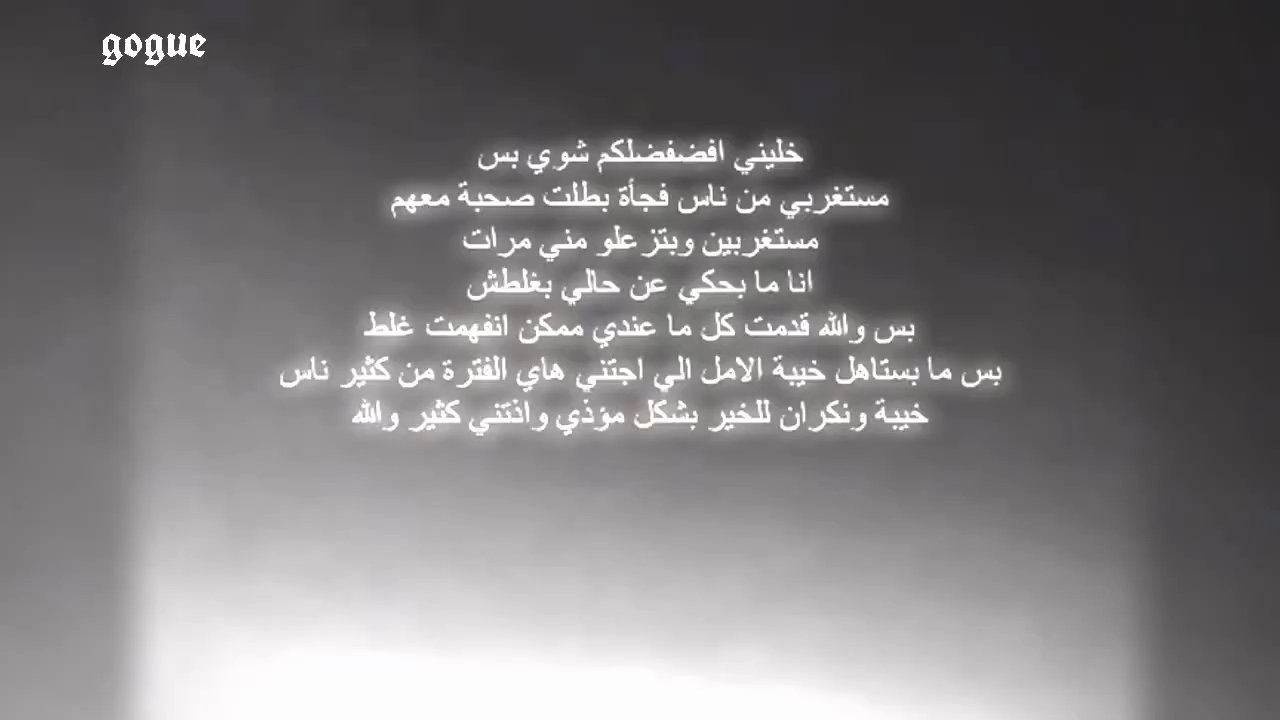 gogue
خليني افضفضلكم شوي بس
مستغربي من ناس فجأة بطلت صحبة معهم
مستغربين وبتزعلو مني مرات
انا ما بحكي عن حالي بغلطش
بس والله قدمت كل ما عندي ممكن انفهمت غلط
بس ما بستاهل خيبة الامل الي اجتني هاي الفترة من كثير ناس
خيبة ونكران للخير بشكل مؤذي واذتني كثير والله